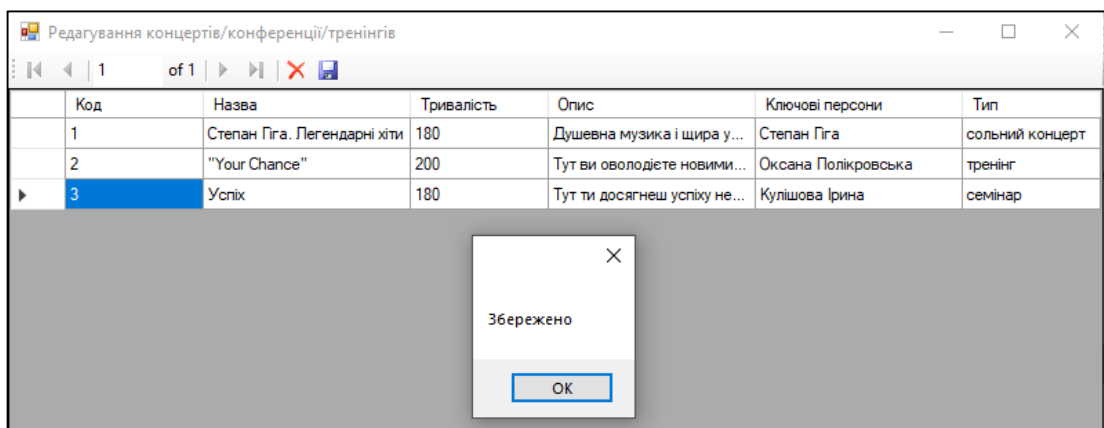 Редагування концертів/конференції/тренінгів
1 of 1
Код Назва Тривалість Опис Ключові персони Тип
1 Степан Гіга. Легендарні хіти 180 Душевна музика і щира у... Степан Гіга сольний концерт
2 "Your Chance" 200 Тут ви оволодієте новими... Оксана Полікровська тренінг
3 Успіх 180 Тут ти досягнеш успіху не... Кулішова Ірина семінар
Збережено
OK